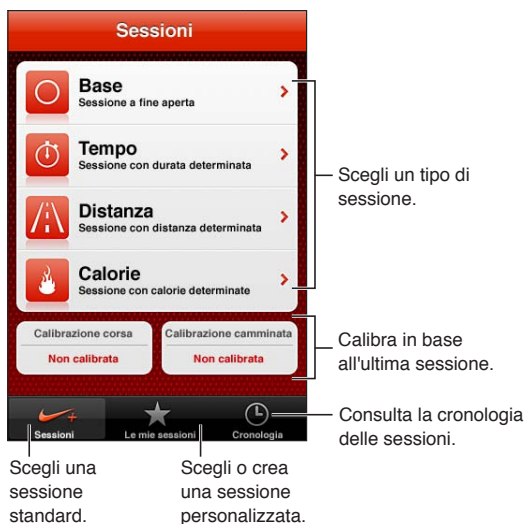 Sessioni
Base
Sessione a fine aperta
Tempo
Sessione con durata determinata
Distanza
Sessione con distanza determinata
Calorie
Sessione con calorie determinate
Scegli un tipo di
sessione.
Calibrazione corsa
Non calibrata
Calibrazione camminata
Non calibrata
Calibra in base
all'ultima sessione.
Sessioni
Le mie sessioni
Cronologia
Consulta la cronologia
delle sessioni.
Scegli una
sessione
standard.
Scegli o crea
una sessione
personalizzata.